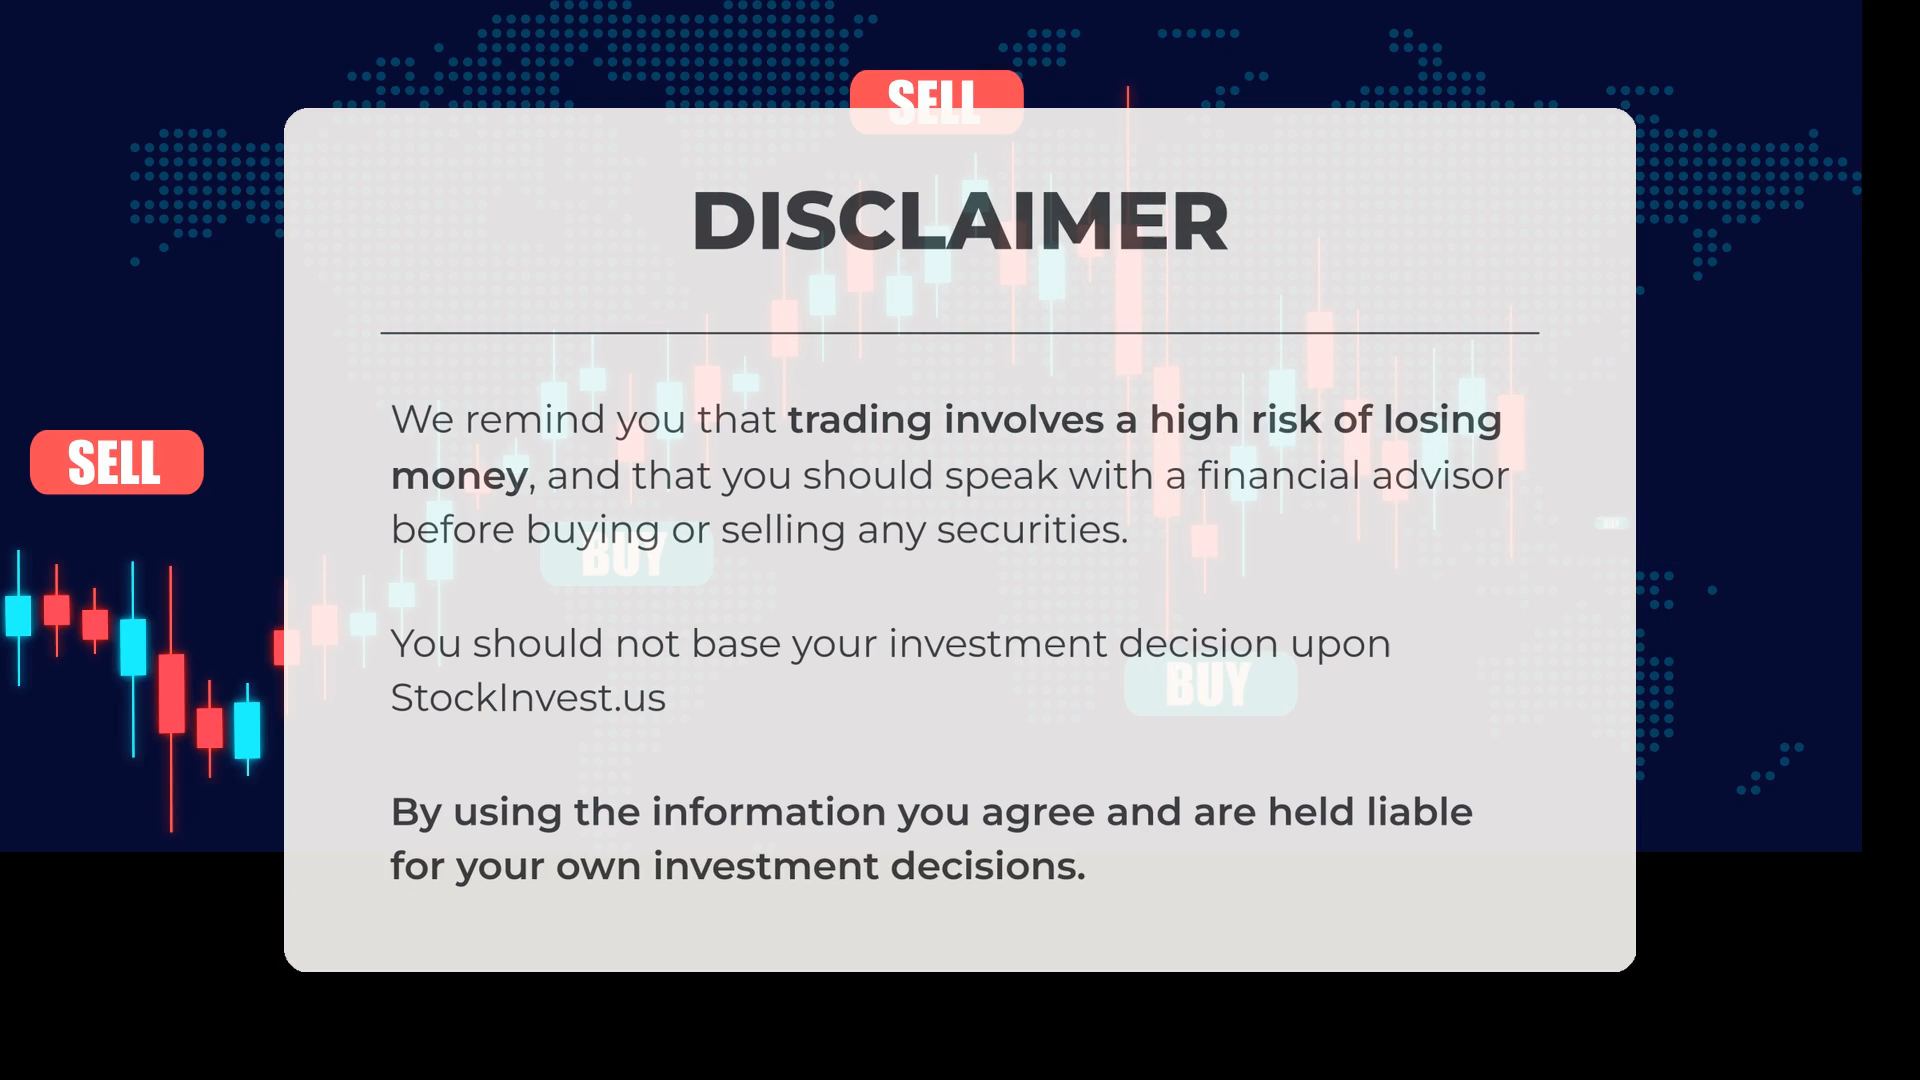 SELL
DISCLAIMER
We remind you that trading involves a high risk of losing
money, and that you should speak with a financial advisor
before buying or selling any securities.
SELL
BUY
You should not base your investment decision upon
StockInvest.us
BUY
By using the information you agree and are held liable
for your own investment decisions.